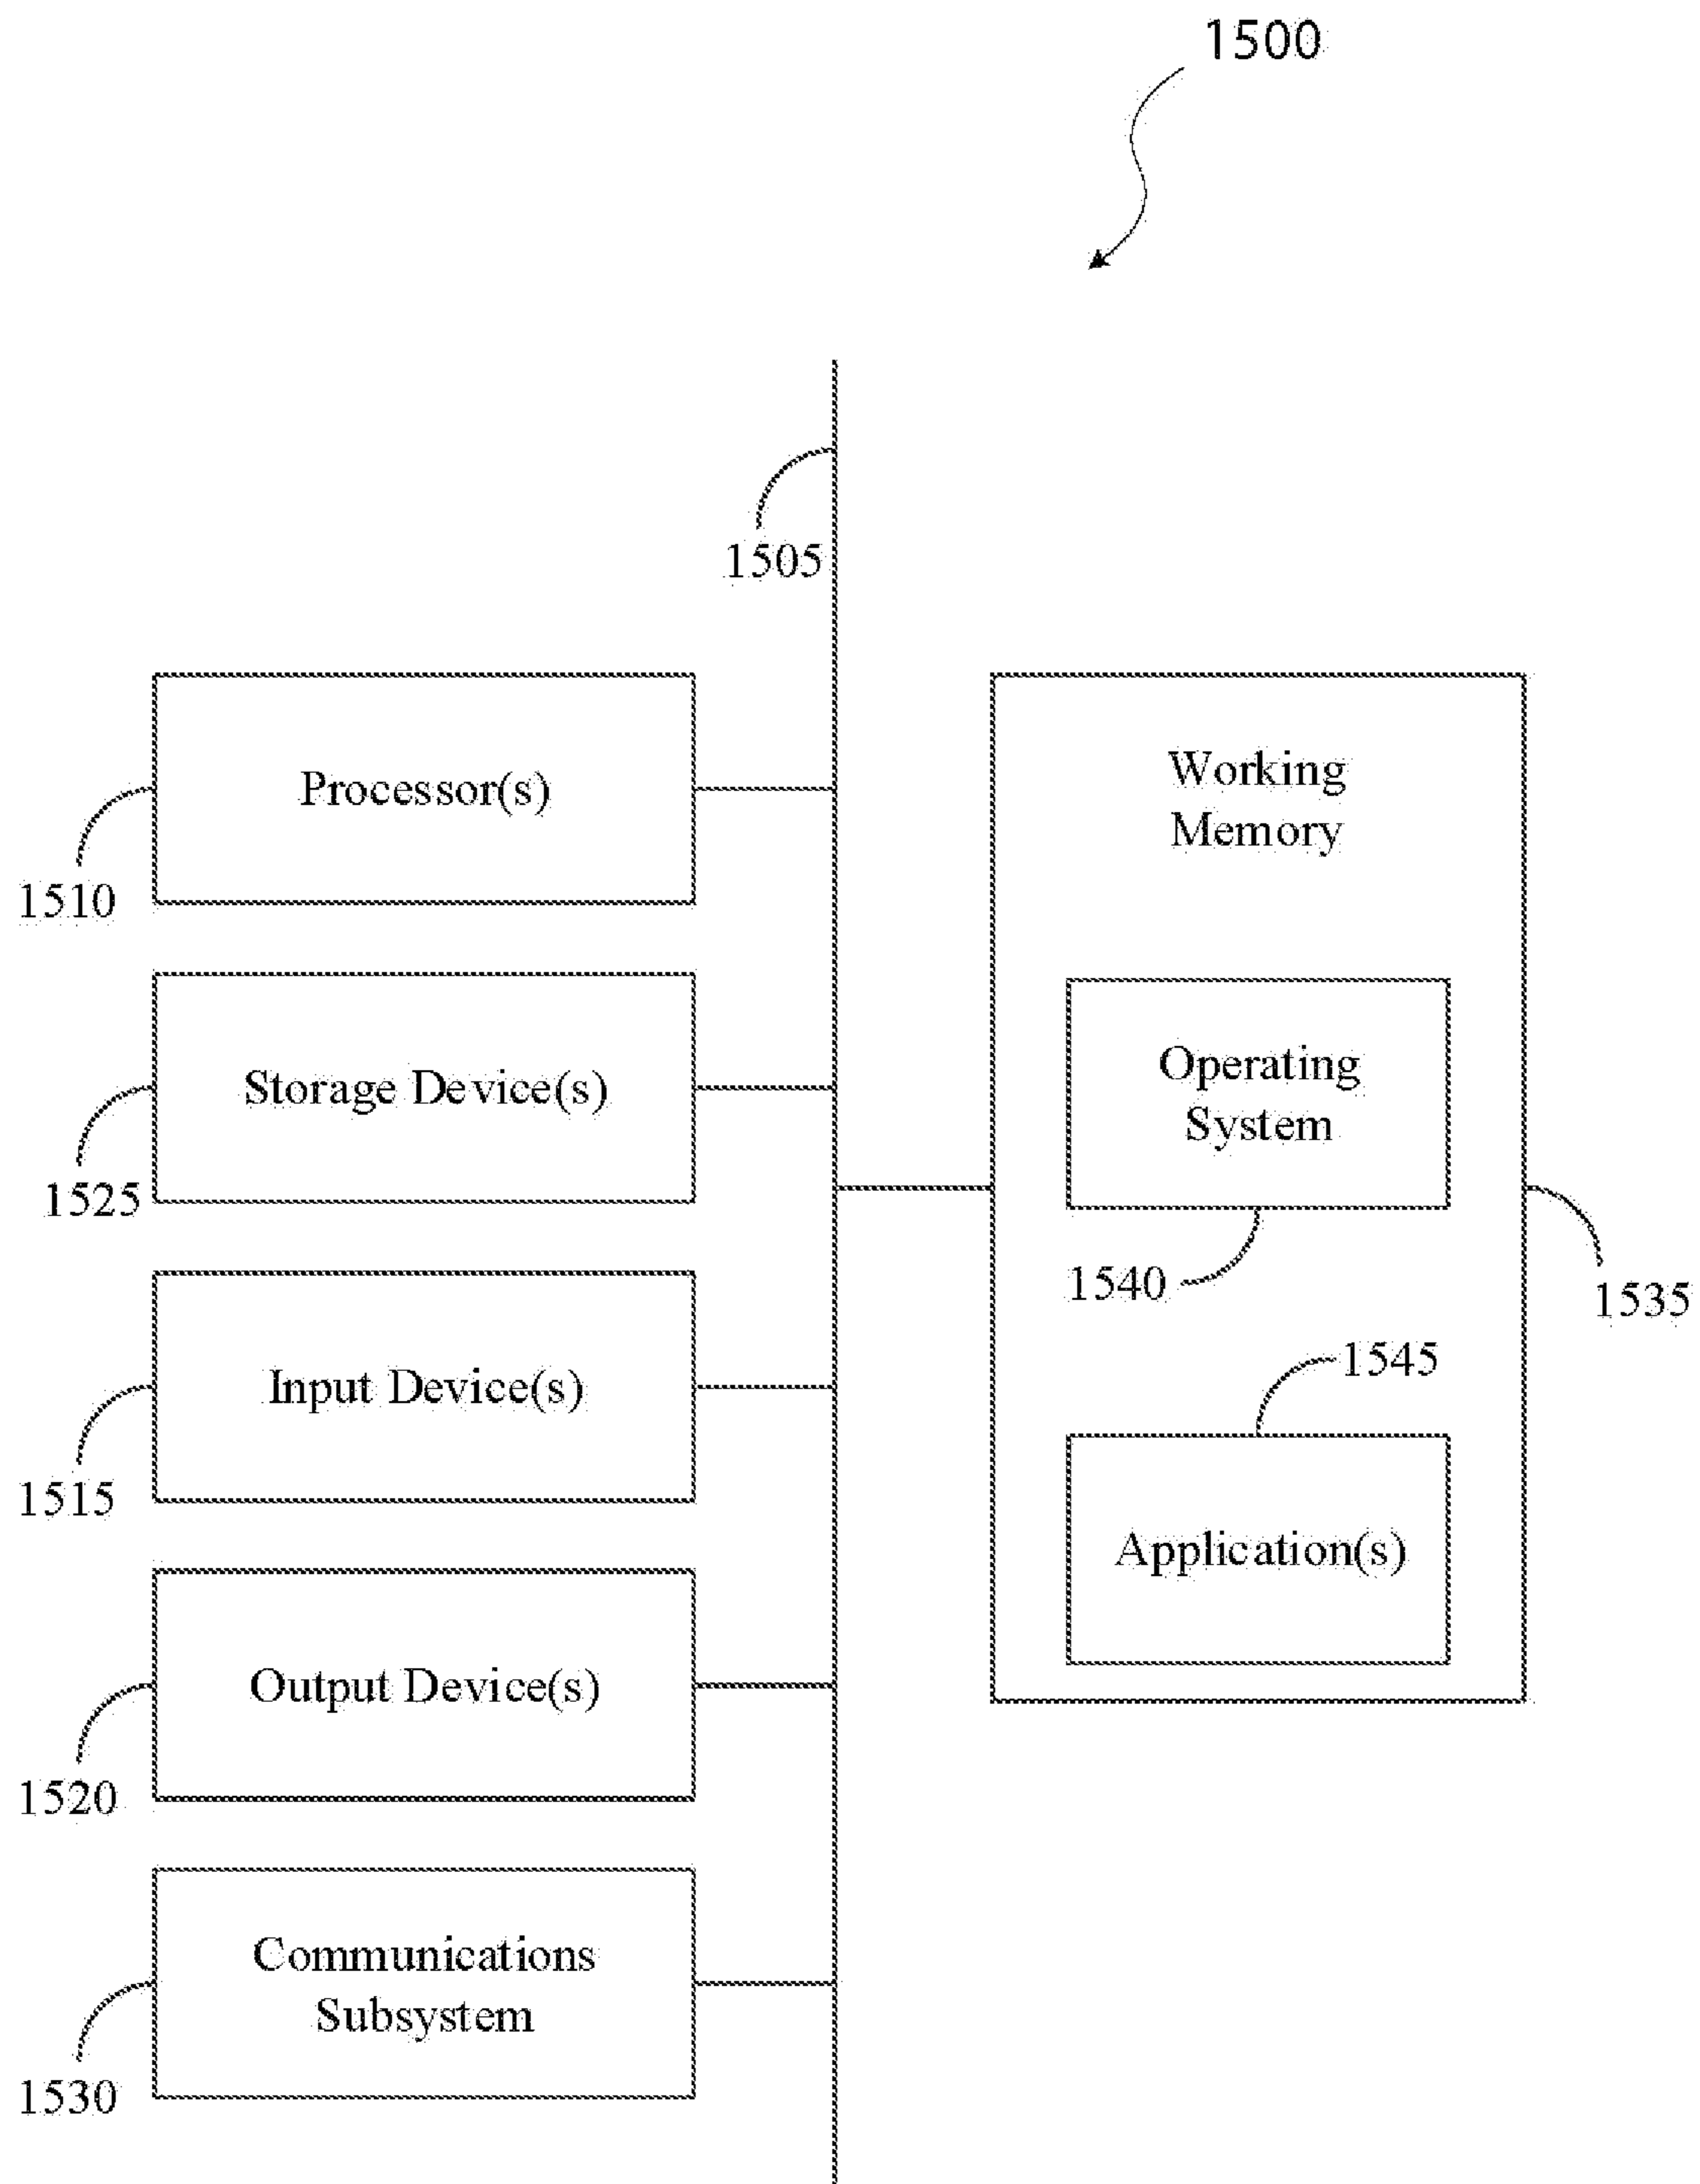 1500
1505
Processor(s)
1510
Storage Device(s)
1525
Input Device(s)
1515
Output Device(s)
1520
Communications
Subsystem
1530
Working
Memory
Operating
System
1540
1535
1545
Application(s)